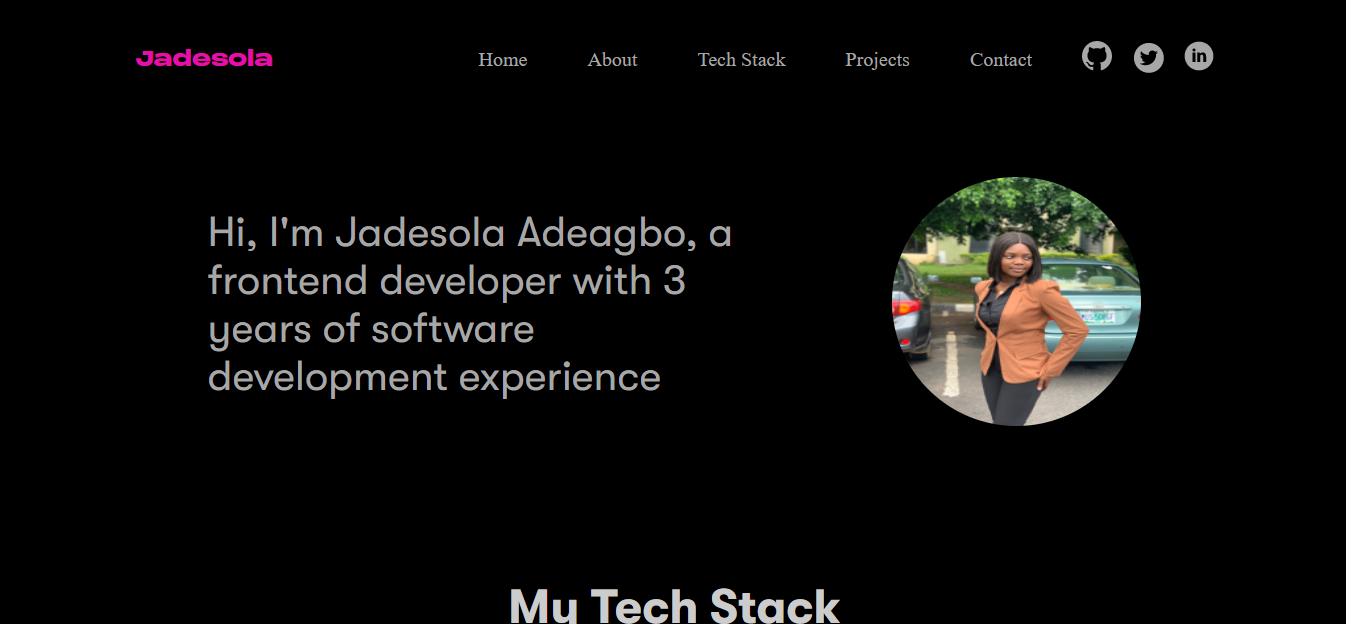 Jadesola
Home About Tech Stack Projects Contact
in
Hi, I'm Jadesola Adeagbo, a
frontend developer with 3
years of software
development experience
My Tech Stack